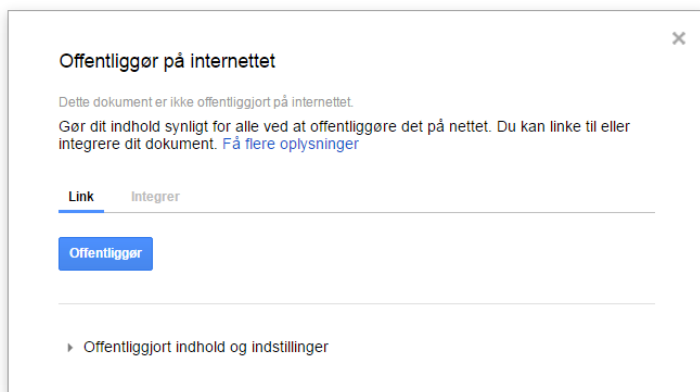 Offentliggør på internettet
Dette dokument er ikke offentliggjort på internettet.
Gør dit indhold synligt for alle ved at offentliggøre det på nettet. Du kan linke til eller
integrere dit dokument. Få flere oplysninger
Link Integrer
Offentliggør
Offentliggjort indhold og indstillinger